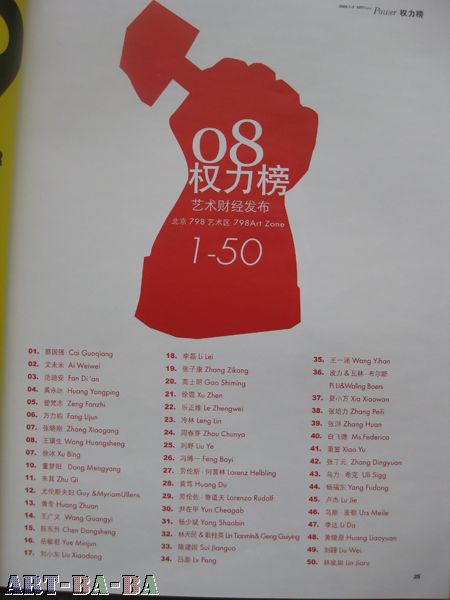 Power 权力榜
08
权力榜
艺术财经发布
北京 798 艺术区 798Art Zone
1-50
01. 蔡国强 Cai Guoqiang
02. 艾未未 Ai Weiwei
03. 范迪安 Fan Di'an
04. 黄永砯 Huang Yongping
05. 曾梵志 Zeng Fanzhi
06. 方力钧 Fang Lijun
07. 张晓刚 Zhang Xiaogang
08. 王璜生 Wang Huangsheng
09. 徐冰 Xu Bing
10. 董梦阳 Dong Mengyang
11. 朱其 Zhu Qi
12. 尤伦斯夫妇 Guy &MyriamUllens
13. 黄专 Huang Zhuan
14. 王广义 Wang Guangyi
15. 陈东升 Chen Dongsheng
16. 岳敏君 Yue Minjun
17. 刘小东 Liu Xiaodong
18. 李磊 Li Lei
19. 张子康 Zhang Zikong
20. 高士明 Gao Shiming
21. 徐震 Xu Zhen
22. 乐正维 Le Zhengwei
23. 冷林 Leng Lin
24. 周春芽 Zhou Chunya
25. 刘野 Liu Ye
26. 冯博一 Feng Boyi
27. 劳伦斯·何普林 Lorenz Helbling
28. 黄笃 Huang Du
29. 劳伦佐·鲁道夫 Lorenzo Rudolf
30. 尹在甲 Yun Cheagab
31. 杨少斌 Yang Shaobin
32. 林天民 & 耿桂英 Lin Tianmin& Geng Guiying
33. 隋建国 Sui Jianguo
34. 吕澎 Lv Peng
35. 王一涵 Wang Yihan
36. 皮力 & 瓦林·布尔斯
Pi Li&Waling Boers
37. 夏小万 Xia Xiaowan
38. 张培力 Zhang Peili
39. 张洹 Zhang Huan
40. 白飞德 Ms.Federica
41. 萧昱 Xiao Yu
42. 张丁元 Zhang Dingyuan
43. 乌力·希克 Uli Sigg
44. 杨福东 Yang Fudong
45. 卢杰 Lu Jie
46. 乌斯·麦勒 Urs Meile
47. 李达 Li Da
48. 黄燎原 Huang Liaoyuan
49. 刘韡 Liu Wei
50. 林家如 Lin Jiaru
25
ART-BA-BA